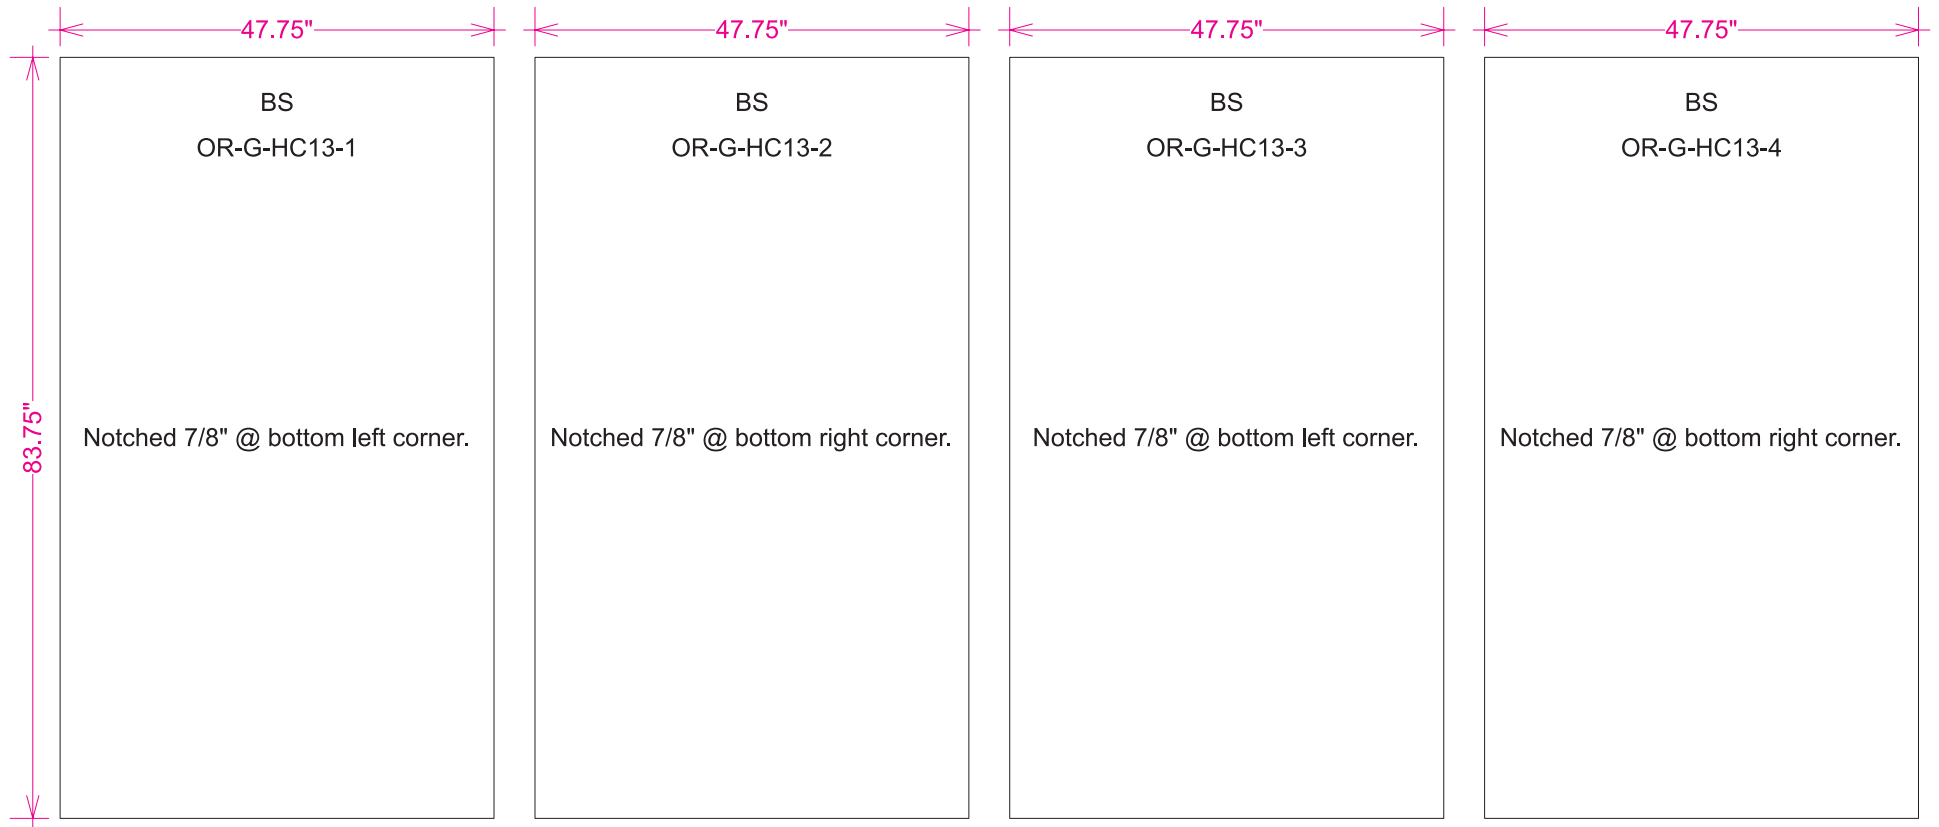 47.75"
47.75"
47.75"
47.75"
83.75"
BS
OR-G-HC13-1
Notched 7/8" @ bottom left corner.
BS
OR-G-HC13-2
Notched 7/8" @ bottom right corner.
BS
OR-G-HC13-3
Notched 7/8" @ bottom left corner.
BS
OR-G-HC13-4
Notched 7/8" @ bottom right corner.